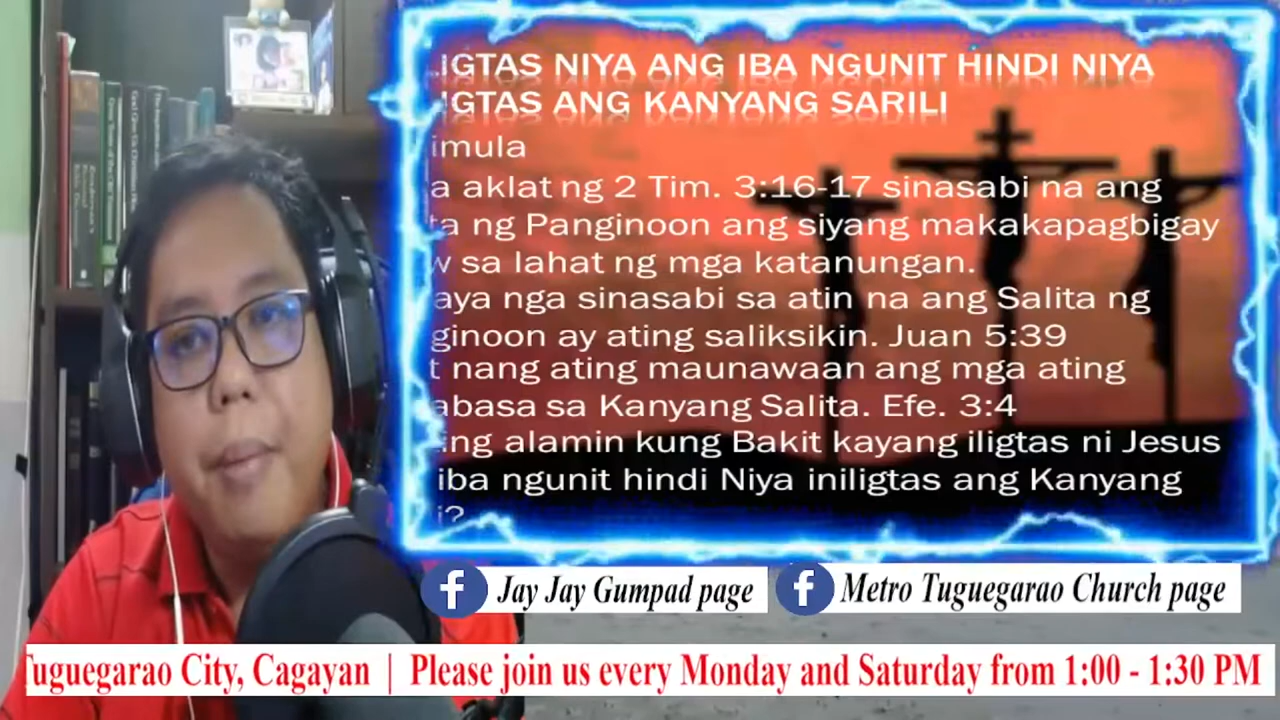 IGTAS NIYA ANG IBA NGUNIT HINDI NIYA
IGTAS ANG KANYANG SARILI
imula
a aklat ng 2 Tim. 3:16-17 sinasabi na ang
ta ng Panginoon ang siyang makakapagbigay
w sa lahat ng mga katanungan.
aya nga sinasabi sa atin na ang Salita ng
ginoon ay ating saliksikin. Juan 5:39
t nang ating maunawaan ang mga ating
abasa sa Kanyang Salita. Efe. 3:4
ing alamin kung Bakit kayang iligtas ni Jesus
iba ngunit hindi Niya iniligtas ang Kanyang
i?
Jay Jay Gumpad page
Metro Tuguegarao Church page
Tuguegarao City, Cagayan | Please join us every Monday and Saturday from 1:00 - 1:30 PM